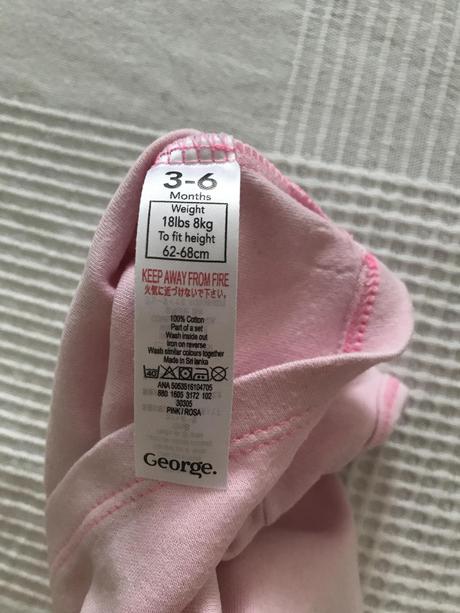 3-6
Months
Weight
18lbs 8kg
To fit height
62-68cm
KEEP AWAY FROM FIRE
火気に近づけないで下さい。
100% Cotton
Part of a set
Wash inside out
Iron on reverse
Wash similar colours together
Made in Sri lanka
40
ANA 5053516104705
880 1605 3172 102
30305
PINK / ROSA
George.